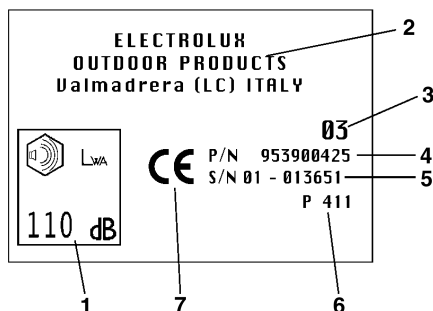 ELECTROLUX
OUTDOOR PRODUCTS 2
Valmadrera (LC) ITALY
3
03
LWA CE P/N 953900425 4
S/N 01 - 013651 5
P 411
110 dB
1 7 6